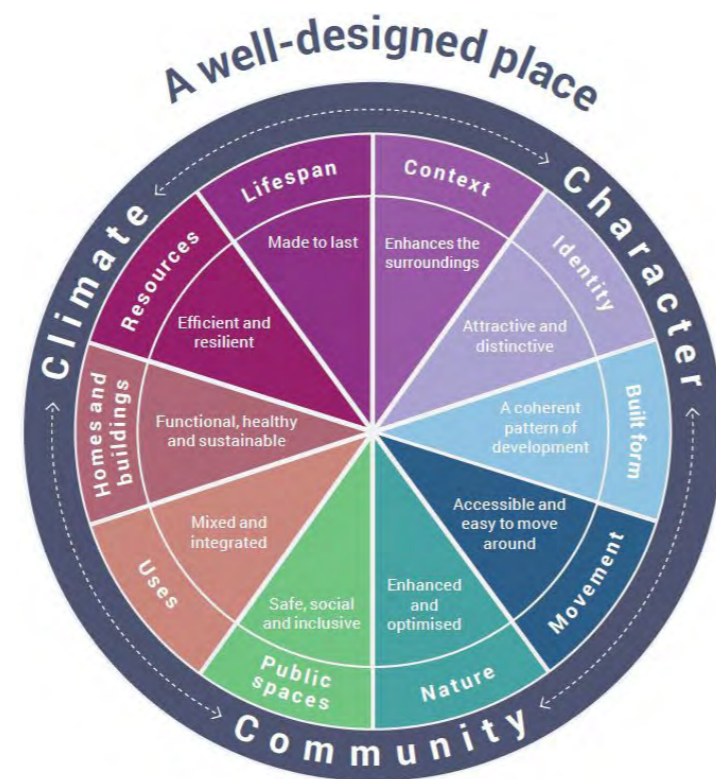 A well-designed place
Climate
Character
Community
Context
Enhances the
surroundings
Identity
Attractive and
distinctive
Built form
A coherent
pattern of
development
Movement
Accessible and
easy to move
around
Nature
Enhanced
and
optimised
Public
spaces
Safe, social
and inclusive
Uses
Mixed and
integrated
Homes and
buildings
Functional, healthy
and sustainable
Resources
Efficient and
resilient
Lifespan
Made to last